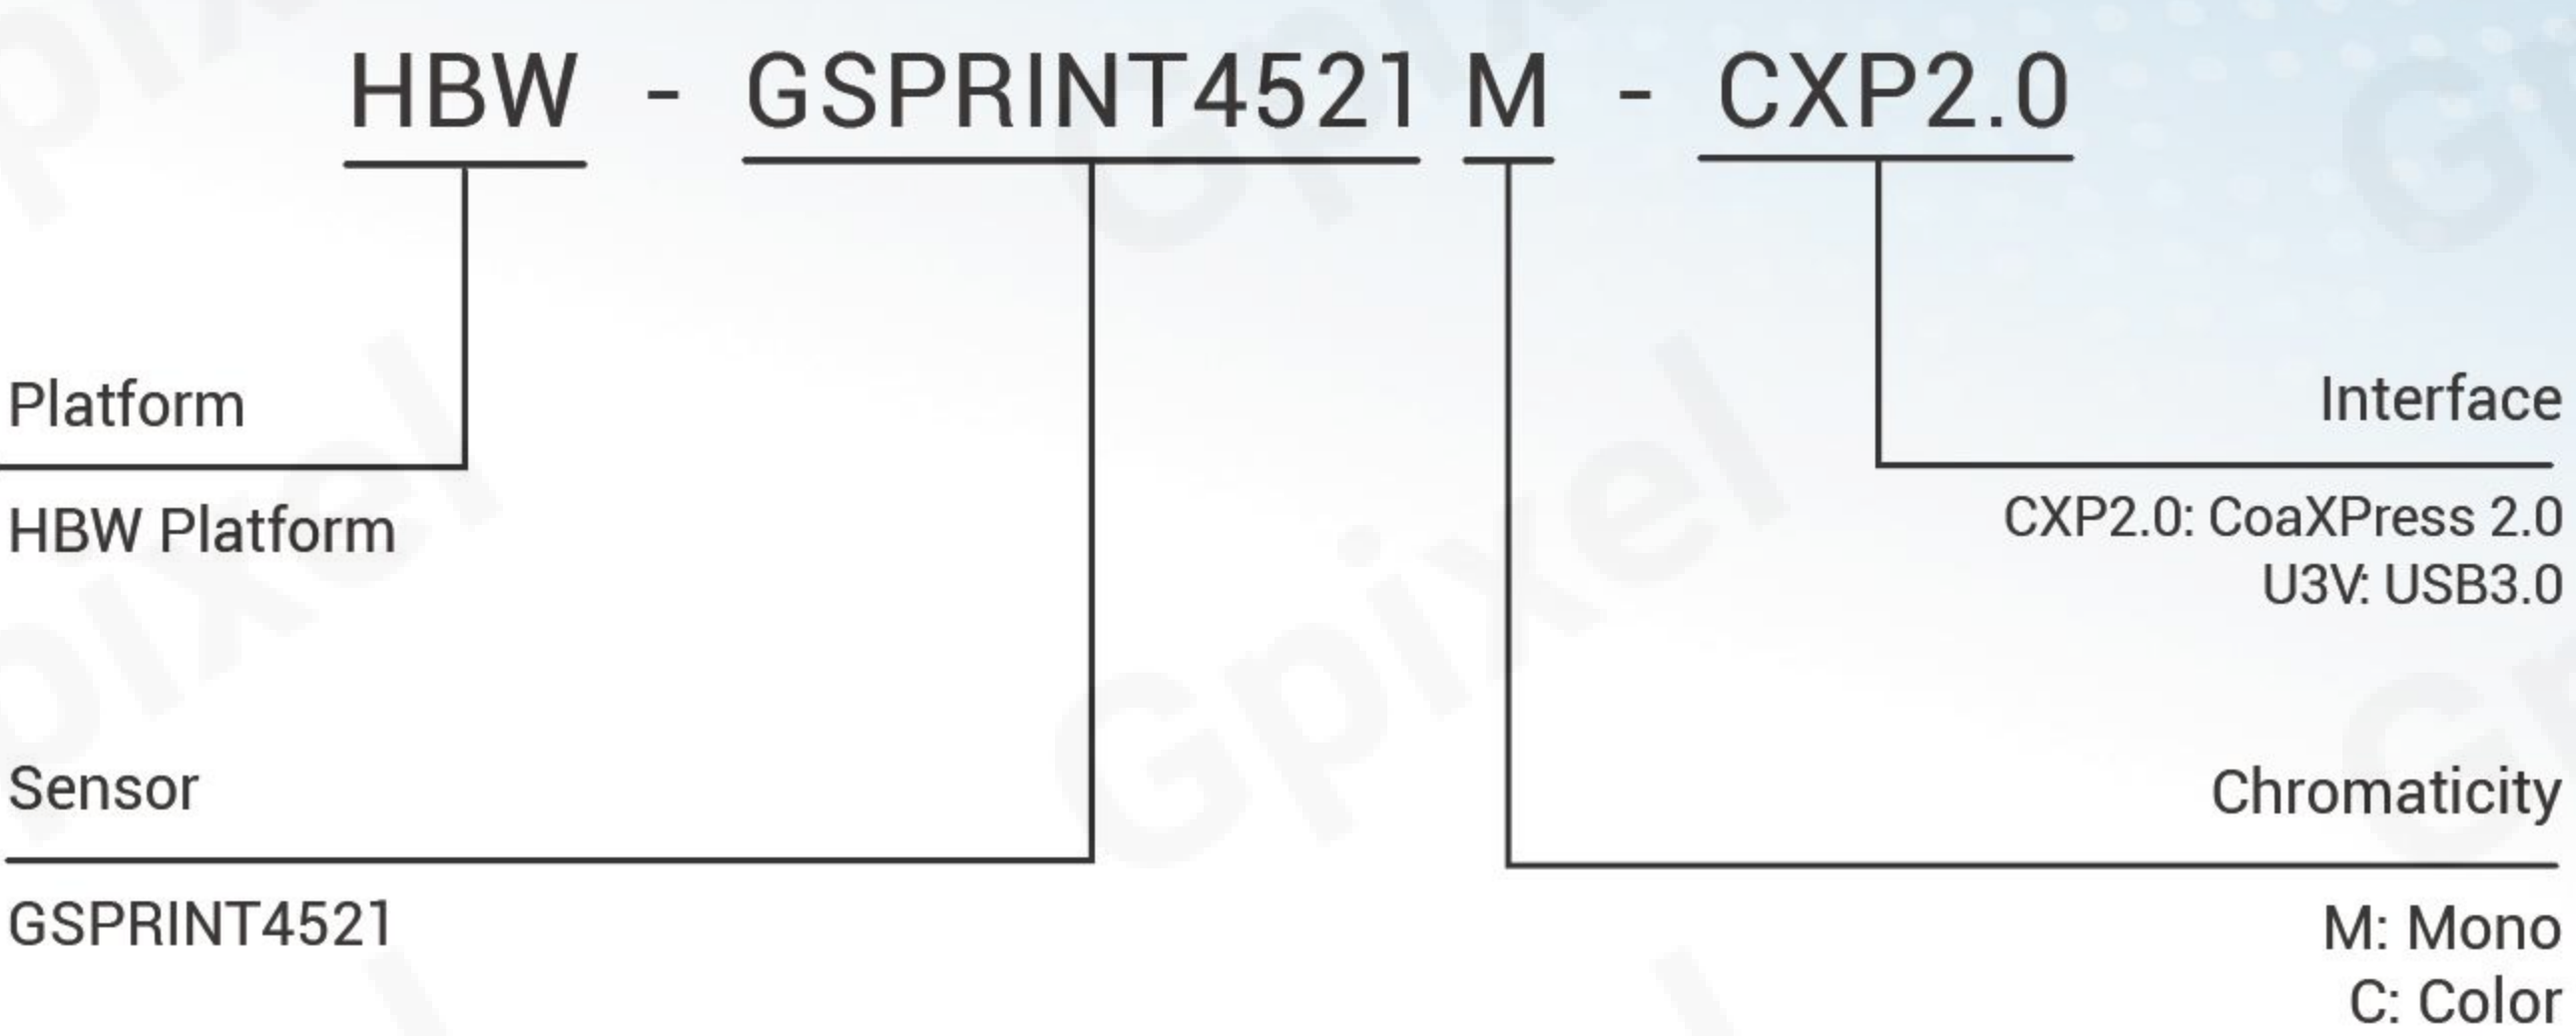 HBW - GSPRINT4521 M - CXP2.0
Platform
HBW Platform
Interface
CXP2.0: CoaXPress 2.0
U3V: USB3.0
Sensor
GSPRINT4521
Chromaticity
M: Mono
C: Color
Gpixel